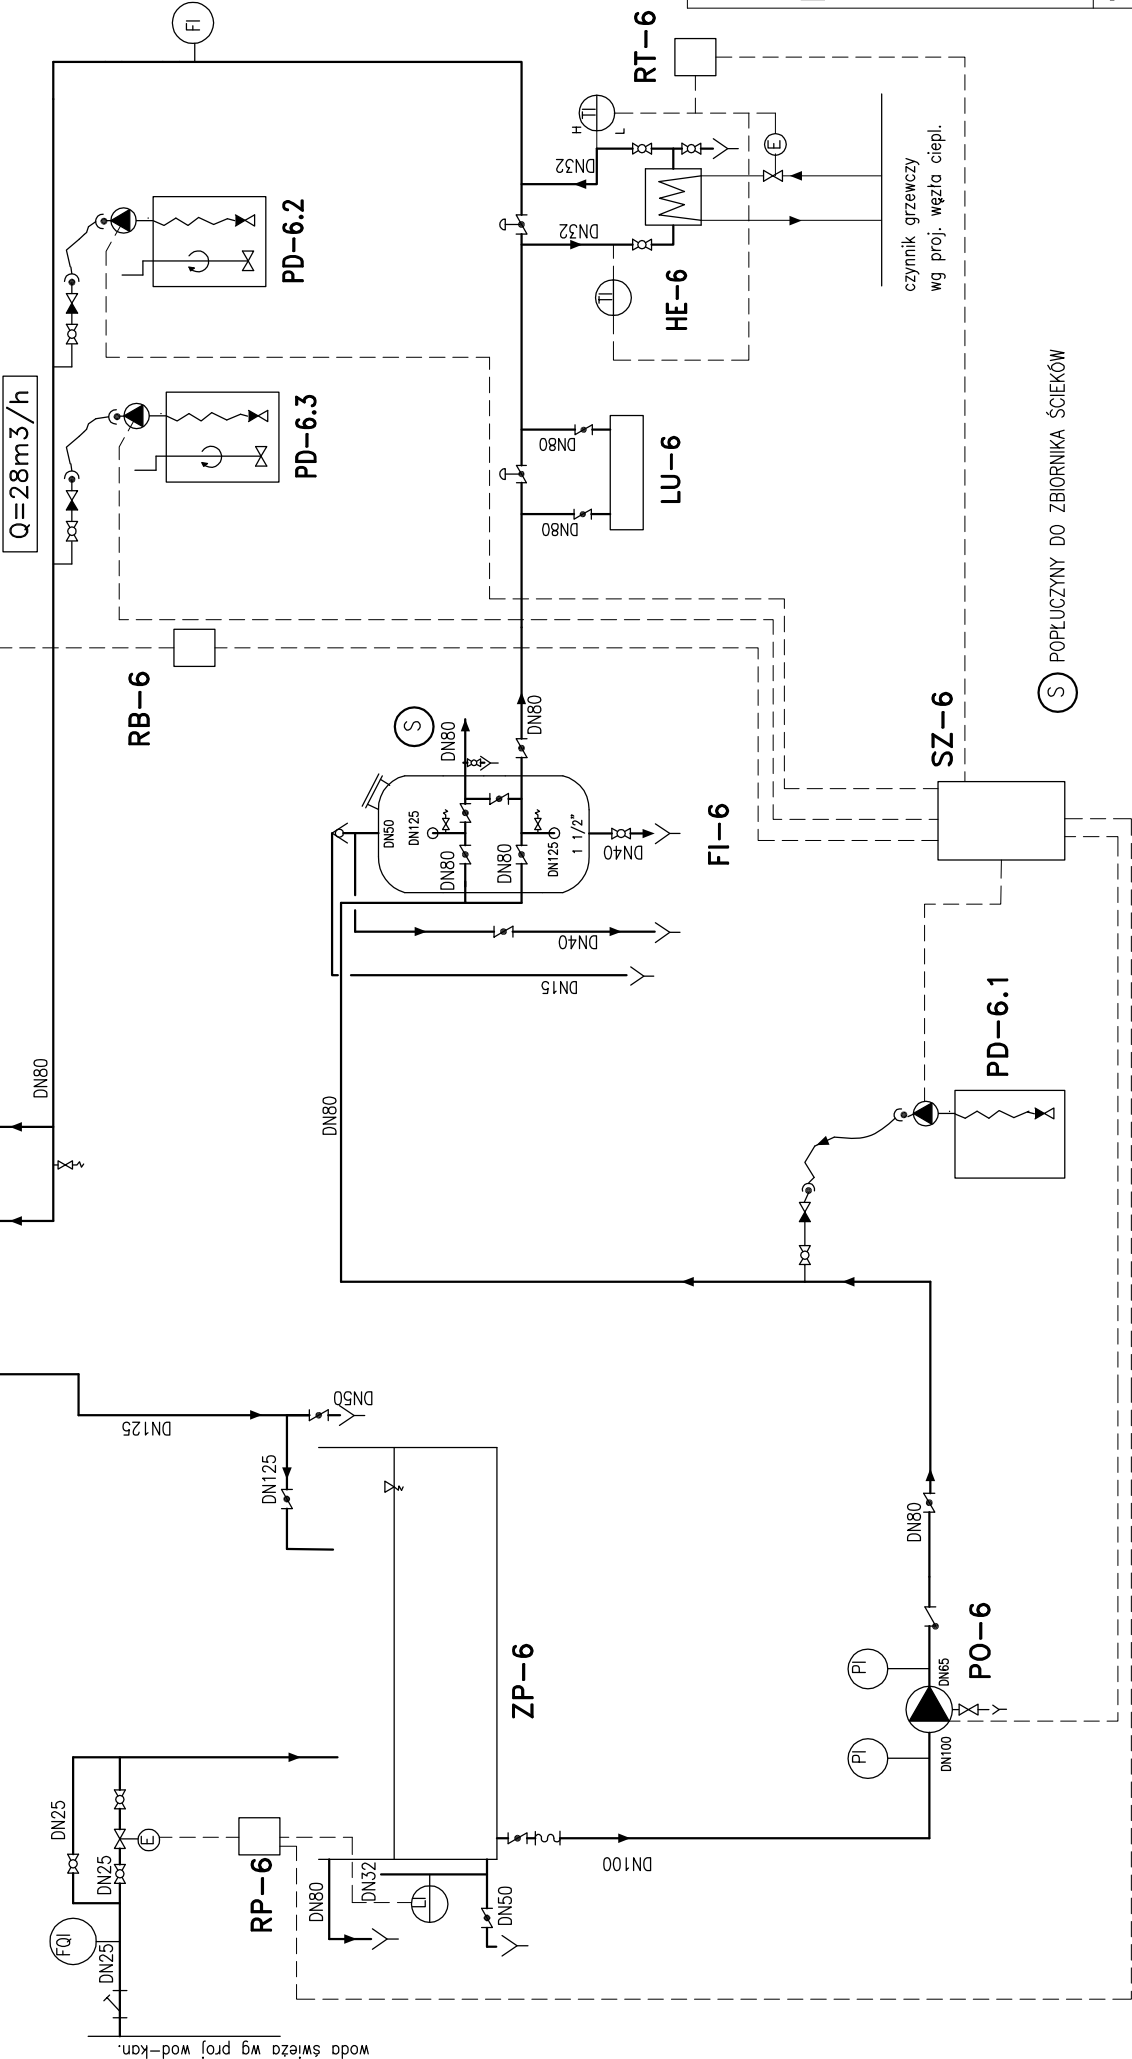 FI
RT-6
TI
H
L
DN32
E
czynnik grzewczy
wg proj. węzła ciepl.
PD-6.2
DN32
TI
HE-6
Q=28m3/h
PD-6.3
DN80
DN80
LU-6
POPŁUCZYNY DO ZBIORNIKA ŚCIEKÓW
S
RB-6
S
DN80
DN80
SZ-6
DN50
DN125
DN80
DN80
DN125
1 1/2"
DN40
FI-6
DN40
DN15
DN80
DN80
PD-6.1
DN50
DN125
DN125
DN80
ZP-6
PO-6
PI
DN65
PI
DN100
DN25
DN25
E
RP-6
DN32
DN80
LI
DN50
DN100
FQI
DN25
woda świeża wg proj wod-kan.